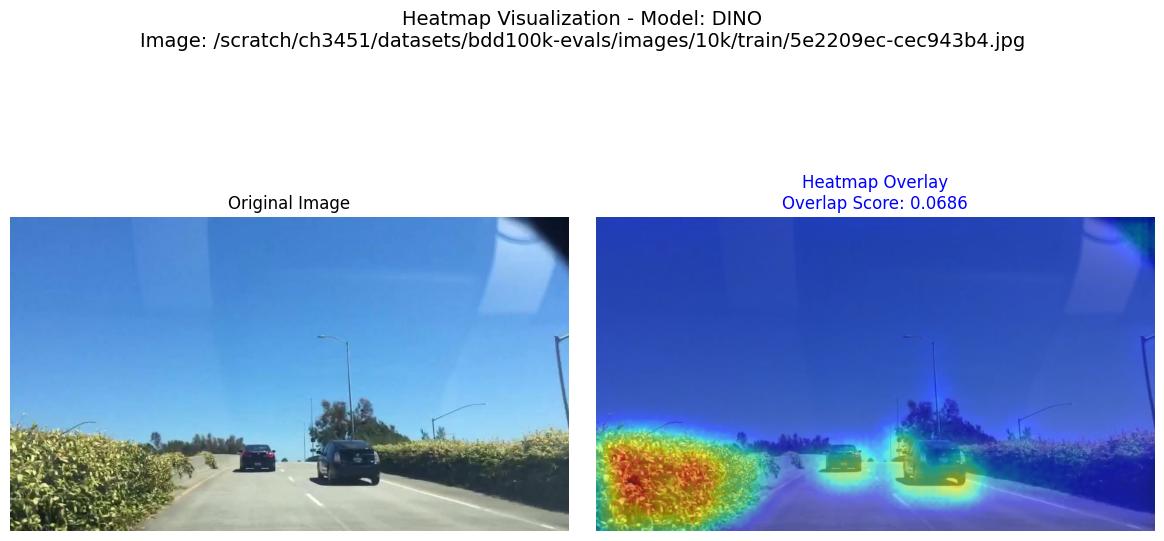 Heatmap Visualization - Model: DINO
Image: /scratch/ch3451/datasets/bdd100k-evals/images/10k/train/5e2209ec-cec943b4.jpg
Original Image
Heatmap Overlay
Overlap Score: 0.0686